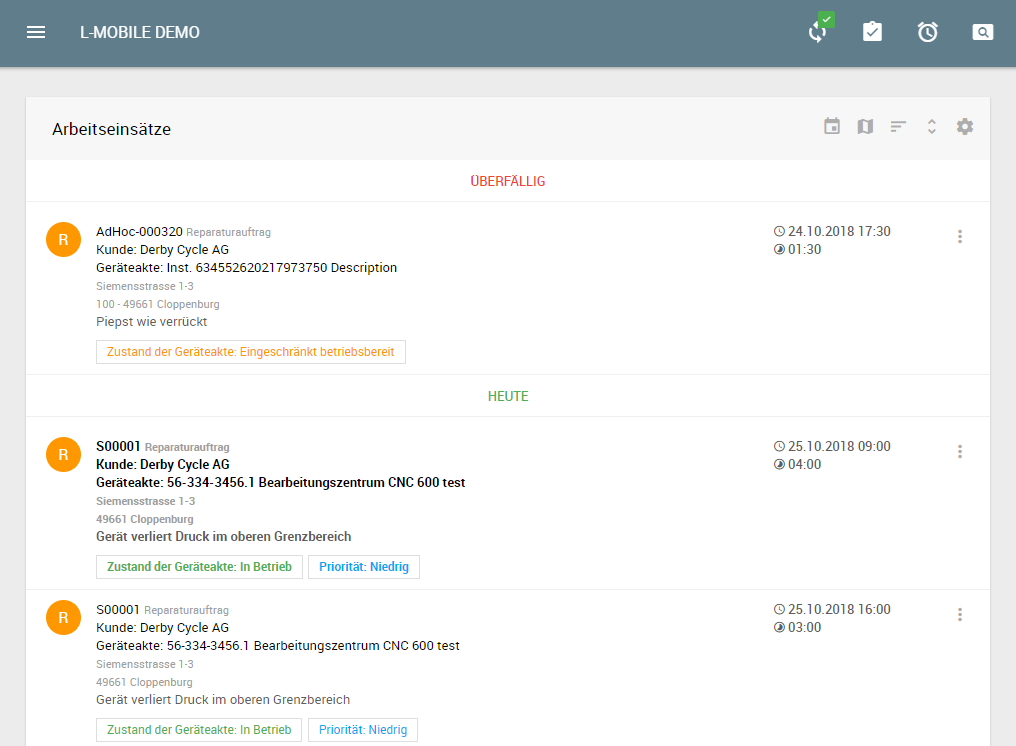 L-MOBILE DEMO
Arbeitseinsätze
ÜBERFÄLLIG
R
AdHoc-000320 Reparaturauftrag
24.10.2018 17:30
Kunde: Derby Cycle AG
01:30
Geräteakte: Inst. 634552620217973750 Description
Siemensstrasse 1-3
100 - 49661 Cloppenburg
Piepst wie verrückt
Zustand der Geräteakte: Eingeschränkt betriebsbereit
HEUTE
R
S00001 Reparaturauftrag
25.10.2018 09:00
Kunde: Derby Cycle AG
04:00
Geräteakte: 56-334-3456.1 Bearbeitungszentrum CNC 600 test
Siemensstrasse 1-3
49661 Cloppenburg
Gerät verliert Druck im oberen Grenzbereich
Zustand der Geräteakte: In Betrieb Priorität: Niedrig
R
S00001 Reparaturauftrag
25.10.2018 16:00
Kunde: Derby Cycle AG
03:00
Geräteakte: 56-334-3456.1 Bearbeitungszentrum CNC 600 test
Siemensstrasse 1-3
49661 Cloppenburg
Gerät verliert Druck im oberen Grenzbereich
Zustand der Geräteakte: In Betrieb Priorität: Niedrig